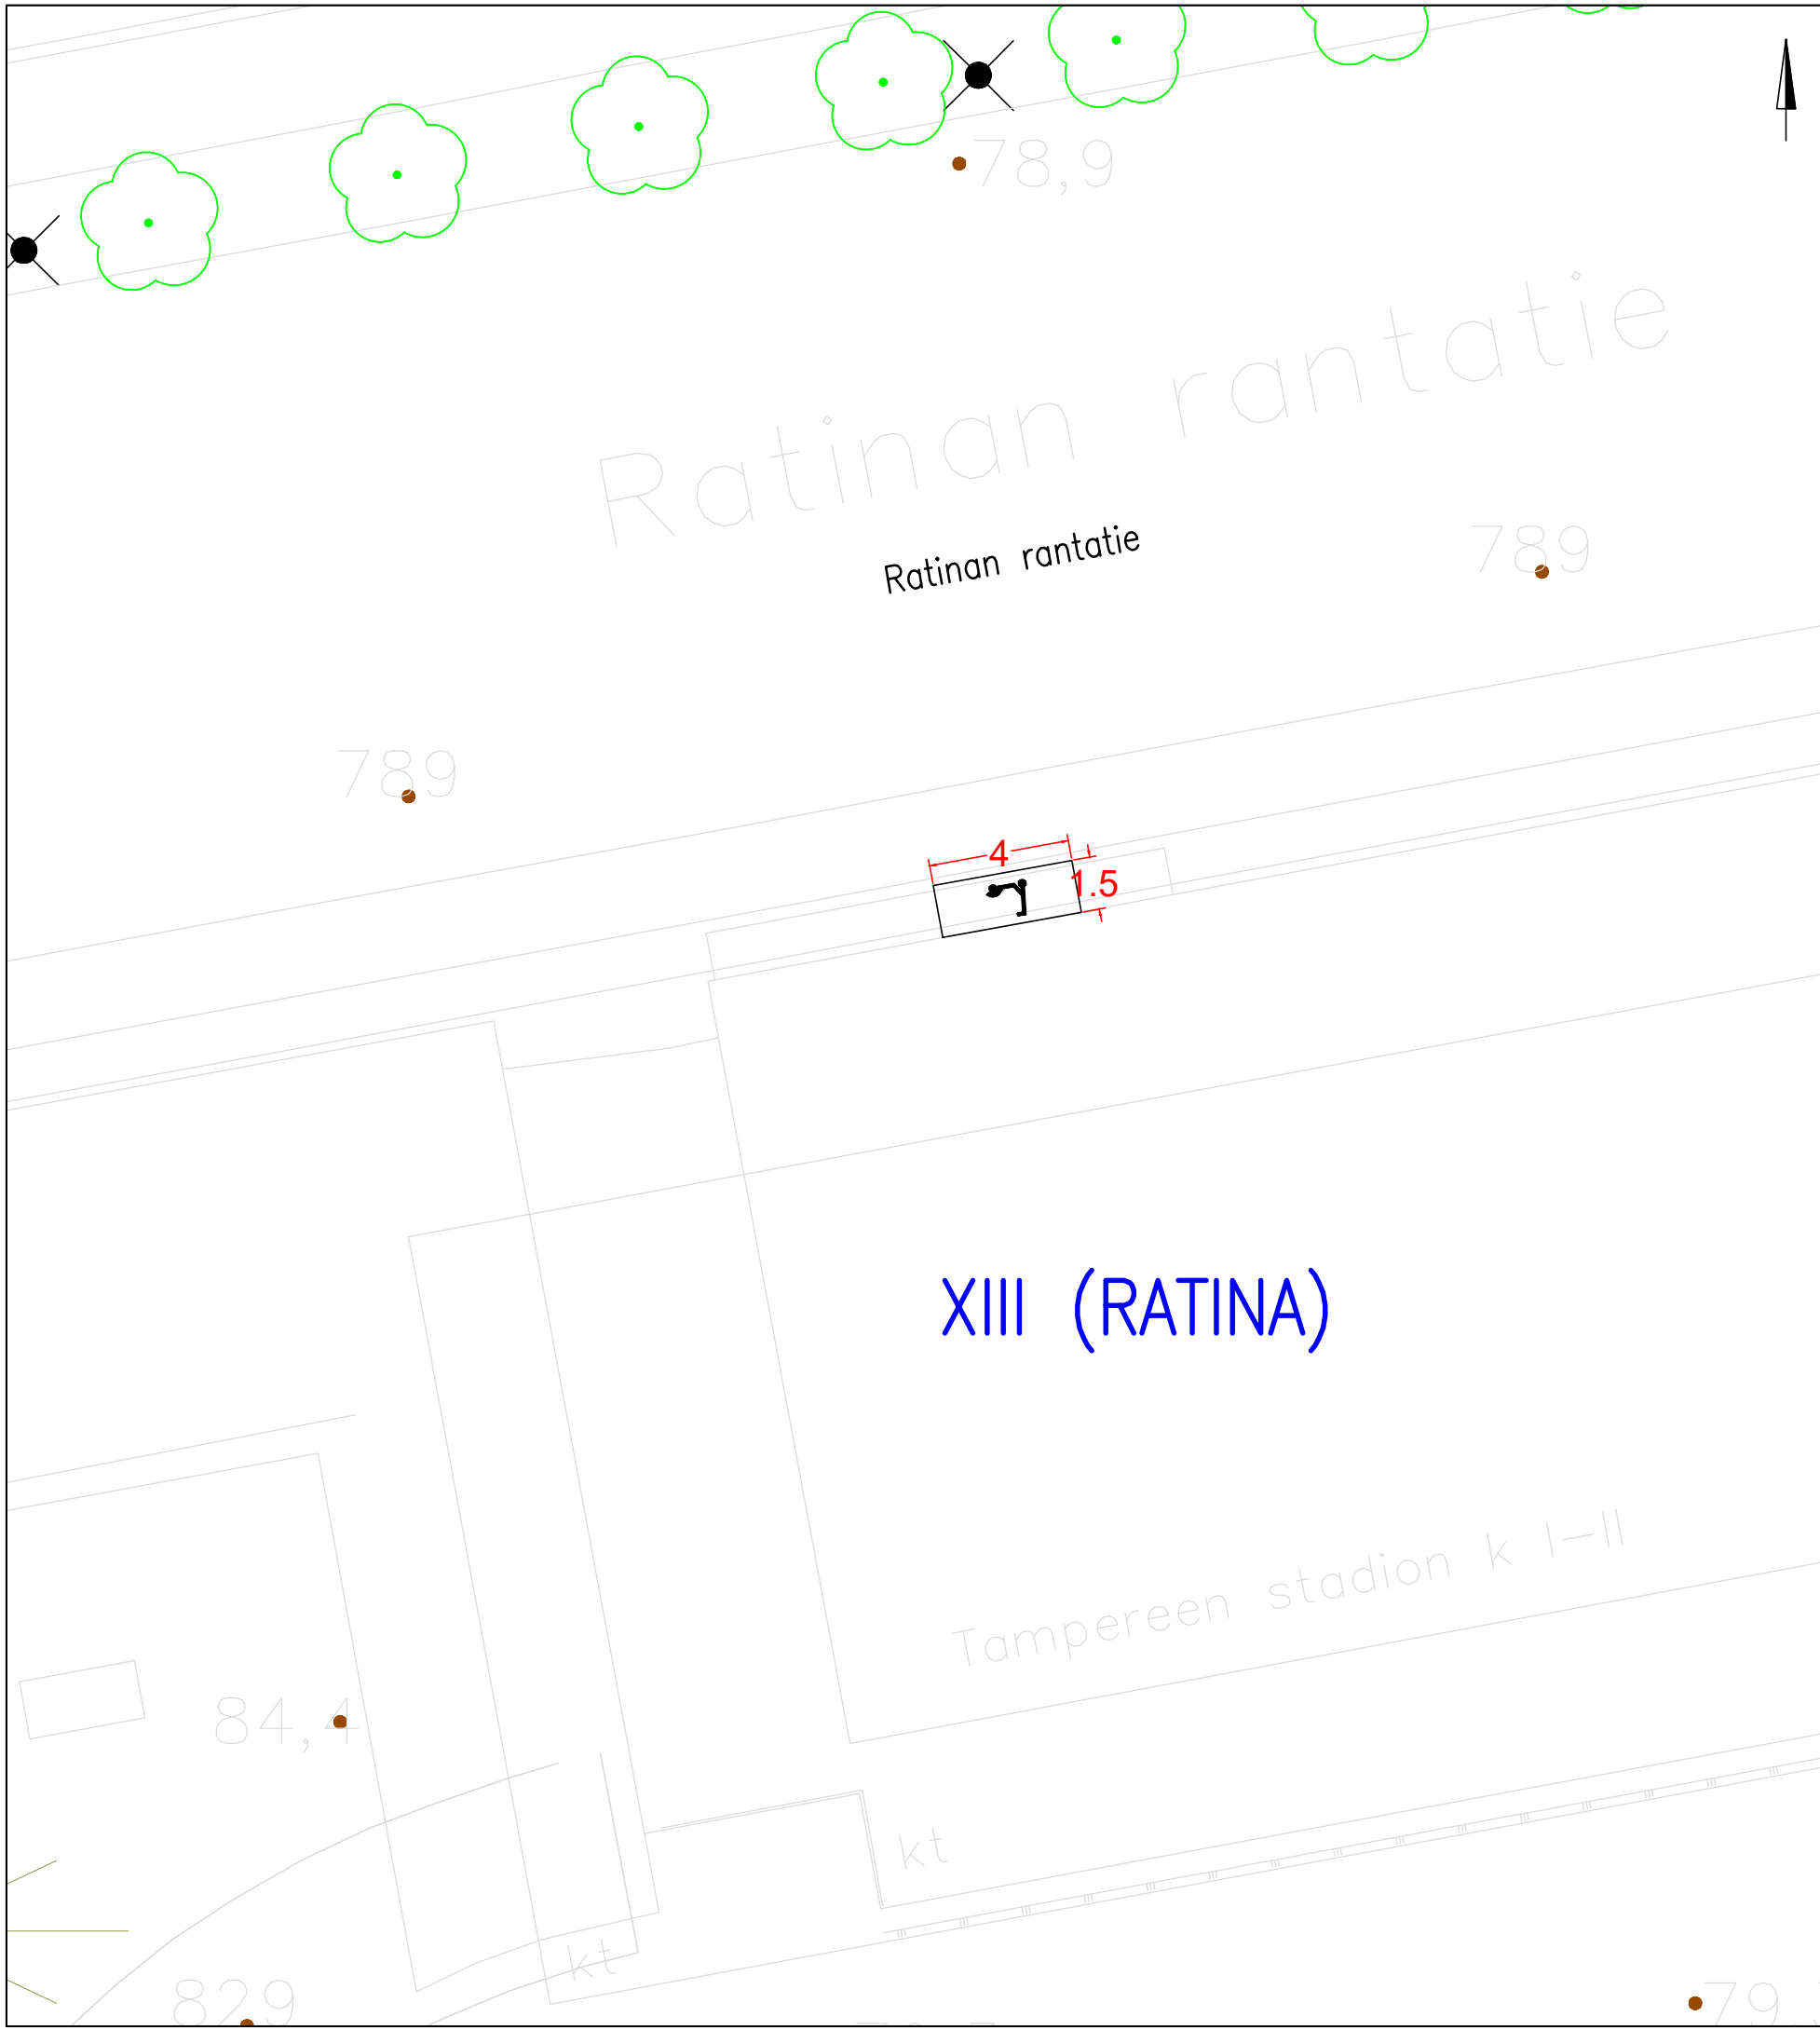 78,9
Ratinan rantatie
Ratinan rantatie
789
789
4
1.5
XIII (RATINA)
Tampereen stadion k I-II
84,4
kt
kt
829
79